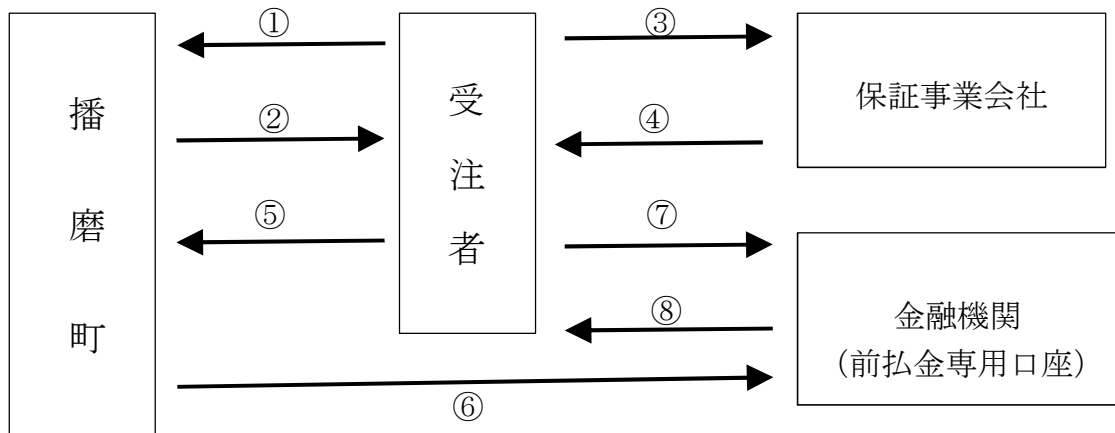 播磨町
①
②
⑤
受注者
③
④
⑦
⑧
⑥
保証事業会社
金融機関
（前払金専用口座）